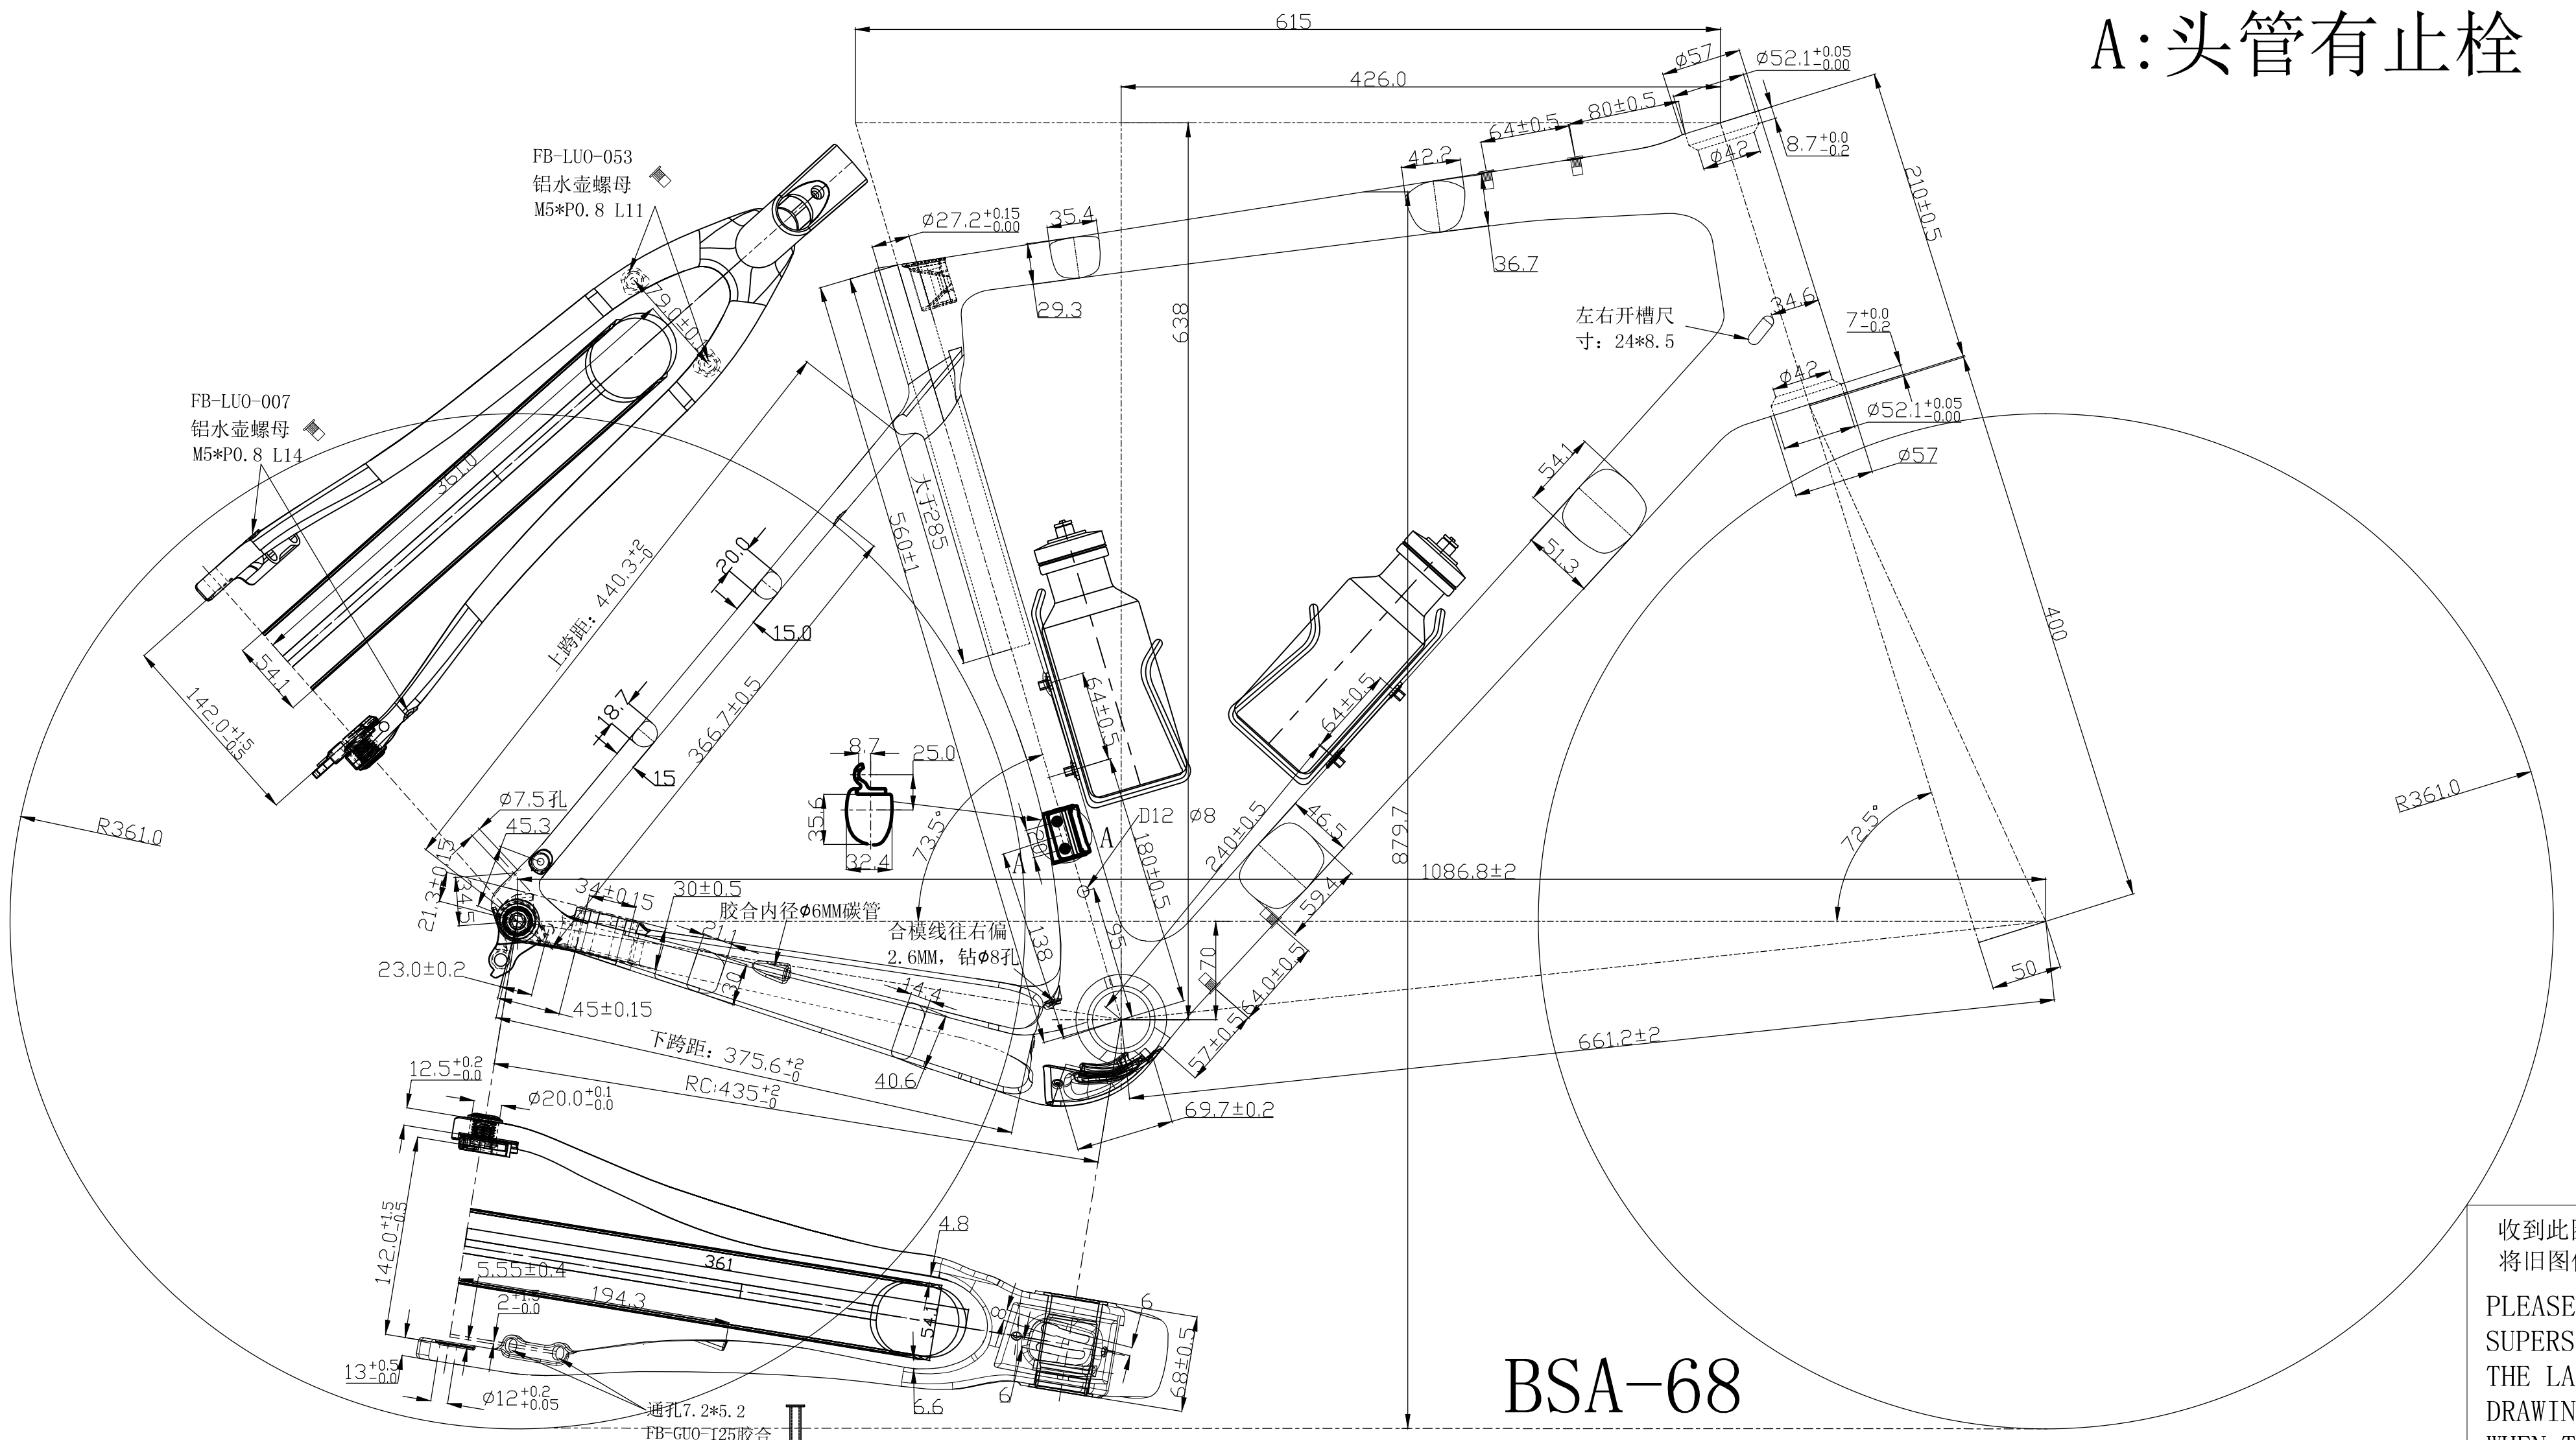 615
A:头管有止栓
426.0
ø57
ø52.1+0.05-0.00
80±0.5
64±0.5
8.7+0.0-0.2
ø42
42.2
FB-LUO-053
铝水壶螺母
M5*P0.8 L11
ø27.2+0.15-0.00
35.4
210±0.5
36.7
29.3
638
34.6
左右开槽尺
寸: 24*8.5
7+0.0-0.2
ø42
ø52.1+0.05-0.00
ø57
FB-LUO-007
铝水壶螺母
M5*P0.8 L14
361.0
54.1
142.0+1.5-0.5
大于285
560±1
上跨距: 440.3+2-0
20.0
15.0
18.7
15
366.7±0.5
54.1
51.3
400
64±0.5
64±0.5
8.7
25.0
35.6
32.4
ø7.5孔
45.3
R361.0
R361.0
73.5°
72.5°
A
A
D12 ø8
180±0.5
240±0.5
46.5
59.4
879.7
1086.8±2
34.5
34±0.15
30±0.5
胶合内径ø6MM碳管
21.1
30
合模线往右偏
2.6MM, 钻ø8孔
138
95
70
50
23.0±0.2
45±0.15
14.4
40.6
57±0.5
64.0±0.5
661.2±2
下跨距: 375.6+2-0
RC:435+2-0
69.7±0.2
12.5+0.2-0.0
ø20.0+0.1-0.0
142.0+1.5-0.5
4.8
361
5.55±0.4
2+1.5-0.0
194.3
54.1
8
6
6
68±0.5
6.6
13+0.5-0.0
ø12+0.2+0.05
通孔7.2*5.2
FB-GUO-125胶合
BSA-68
收到此
将旧图
PLEASE
SUPERS
THE LA
DRAWIN